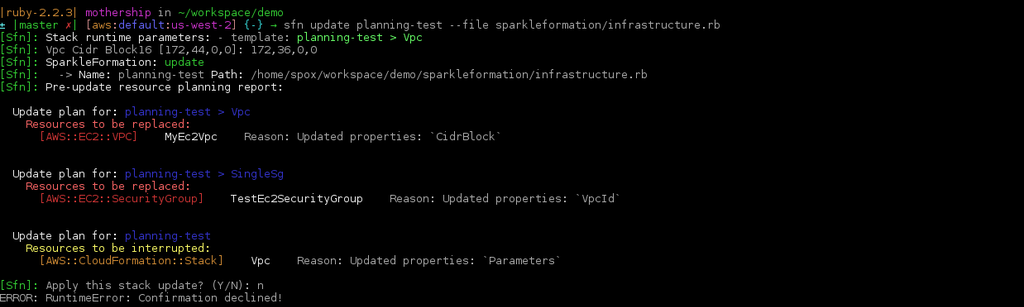 |ruby-2.2.3| mothership in ~/workspace/demo
± |master ✗| [aws:default:us-west-2] {-} → sfn update planning-test --file sparkleformation/infrastructure.rb
[Sfn]: Stack runtime parameters: - template: planning-test > Vpc
[Sfn]: Vpc Cidr Block16 [172,44,0,0]: 172,36,0,0
[Sfn]: SparkleFormation: update
[Sfn]:   -> Name: planning-test Path: /home/spox/workspace/demo/sparkleformation/infrastructure.rb
[Sfn]: Pre-update resource planning report:
Update plan for: planning-test > Vpc
Resources to be replaced:
[AWS::EC2::VPC]    MyEc2Vpc    Reason: Updated properties: `CidrBlock`
Update plan for: planning-test > SingleSg
Resources to be replaced:
[AWS::EC2::SecurityGroup]    TestEc2SecurityGroup    Reason: Updated properties: `VpcId`
Update plan for: planning-test
Resources to be interrupted:
[AWS::CloudFormation::Stack]    Vpc    Reason: Updated properties: `Parameters`
[Sfn]: Apply this stack update? (Y/N): n
ERROR: RuntimeError: Confirmation declined!